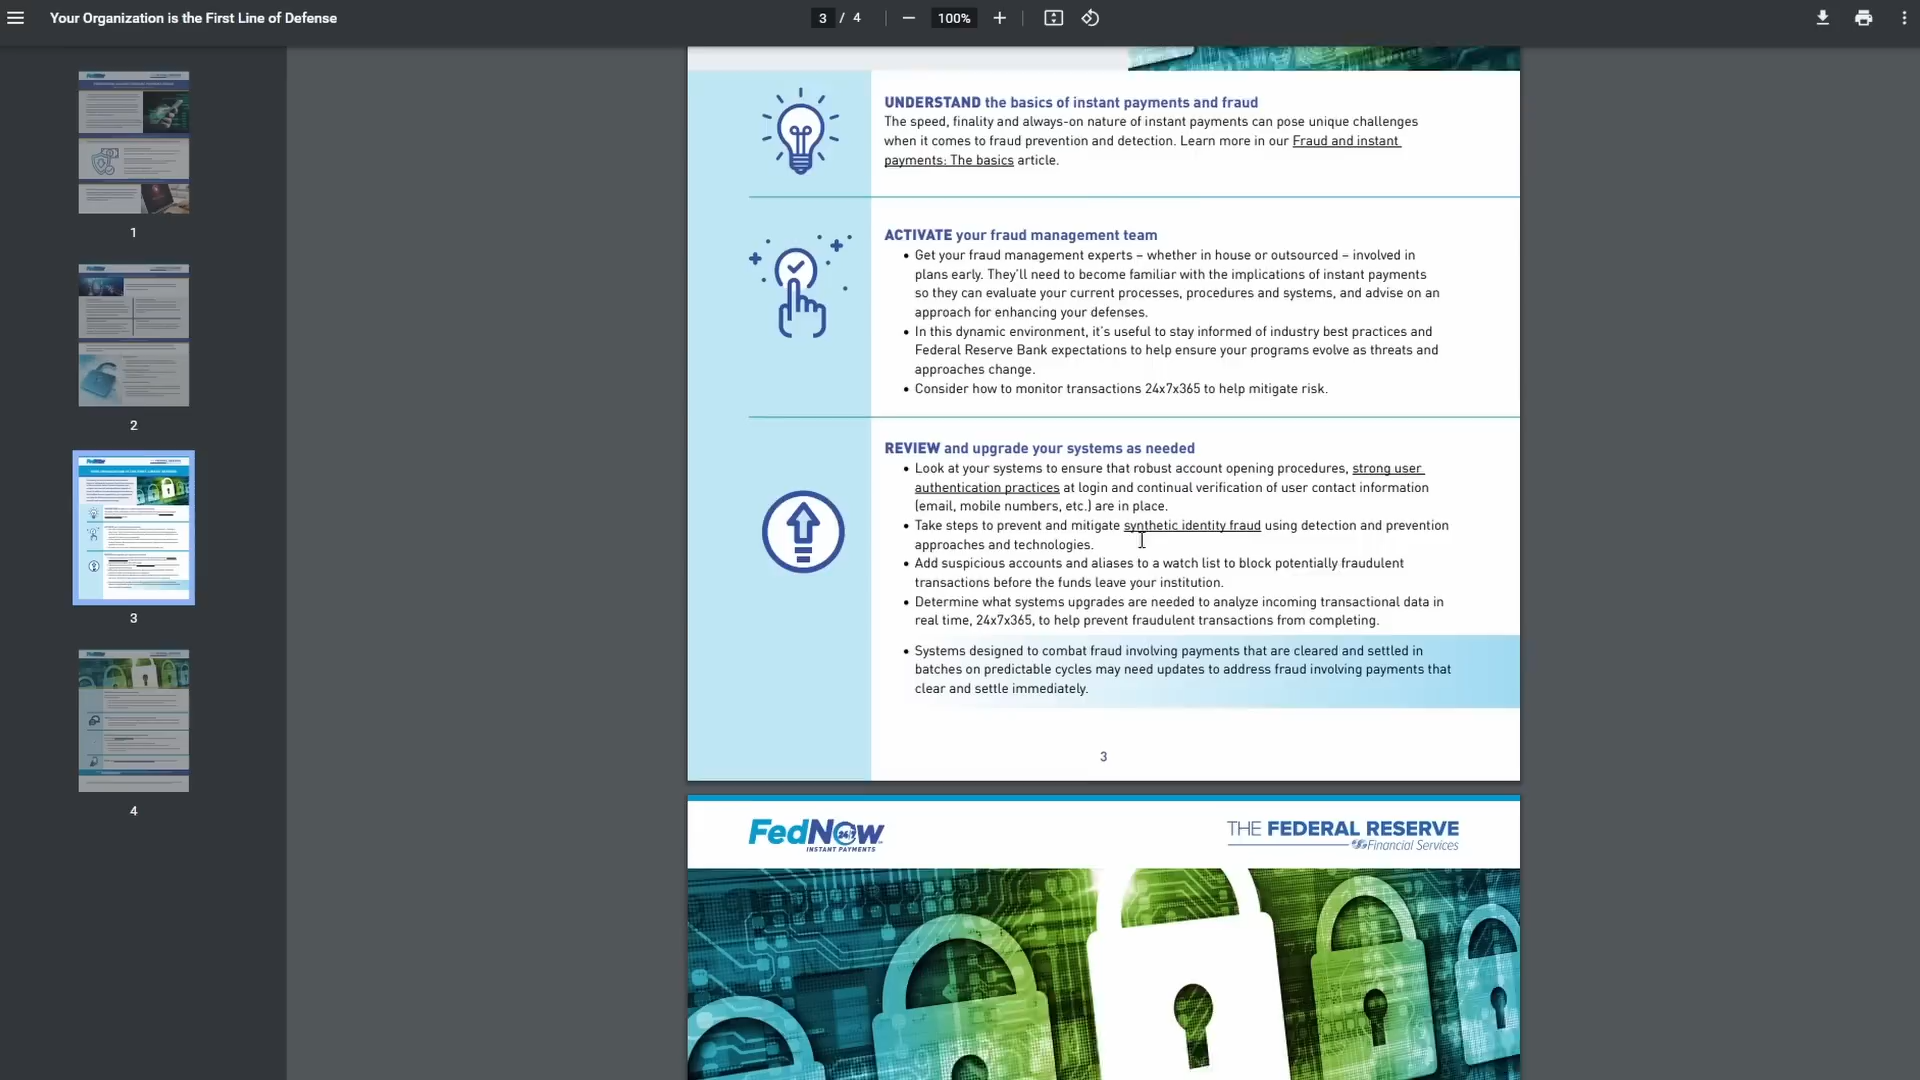 Your Organization is the First Line of Defense
3 / 4
100%
1
2
3
4
UNDERSTAND the basics of instant payments and fraud
The speed, finality and always-on nature of instant payments can pose unique challenges
when it comes to fraud prevention and detection. Learn more in our Fraud and instant
payments: The basics article.
ACTIVATE your fraud management team
• Get your fraud management experts – whether in house or outsourced – involved in
plans early. They'll need to become familiar with the implications of instant payments
so they can evaluate your current processes, procedures and systems, and advise on an
approach for enhancing your defenses.
• In this dynamic environment, it's useful to stay informed of industry best practices and
Federal Reserve Bank expectations to help ensure your programs evolve as threats and
approaches change.
• Consider how to monitor transactions 24x7x365 to help mitigate risk.
REVIEW and upgrade your systems as needed
• Look at your systems to ensure that robust account opening procedures, strong user
authentication practices at login and continual verification of user contact information
(email, mobile numbers, etc.) are in place.
• Take steps to prevent and mitigate synthetic identity fraud using detection and prevention
approaches and technologies.
• Add suspicious accounts and aliases to a watch list to block potentially fraudulent
transactions before the funds leave your institution.
• Determine what systems upgrades are needed to analyze incoming transactional data in
real time, 24x7x365, to help prevent fraudulent transactions from completing.
• Systems designed to combat fraud involving payments that are cleared and settled in
batches on predictable cycles may need updates to address fraud involving payments that
clear and settle immediately.
3
FedNow 24/7
INSTANT PAYMENTS
THE FEDERAL RESERVE
Financial Services